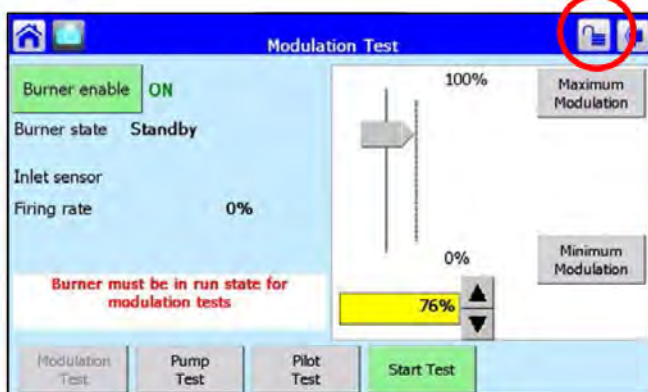 Modulation Test
Burner enable ON
Burner state Standby
Inlet sensor
Firing rate 0%
Burner must be in run state for
modulation tests
100%
Maximum
Modulation
0%
Minimum
Modulation
76%
Modulation
Test
Pump
Test
Pilot
Test
Start Test